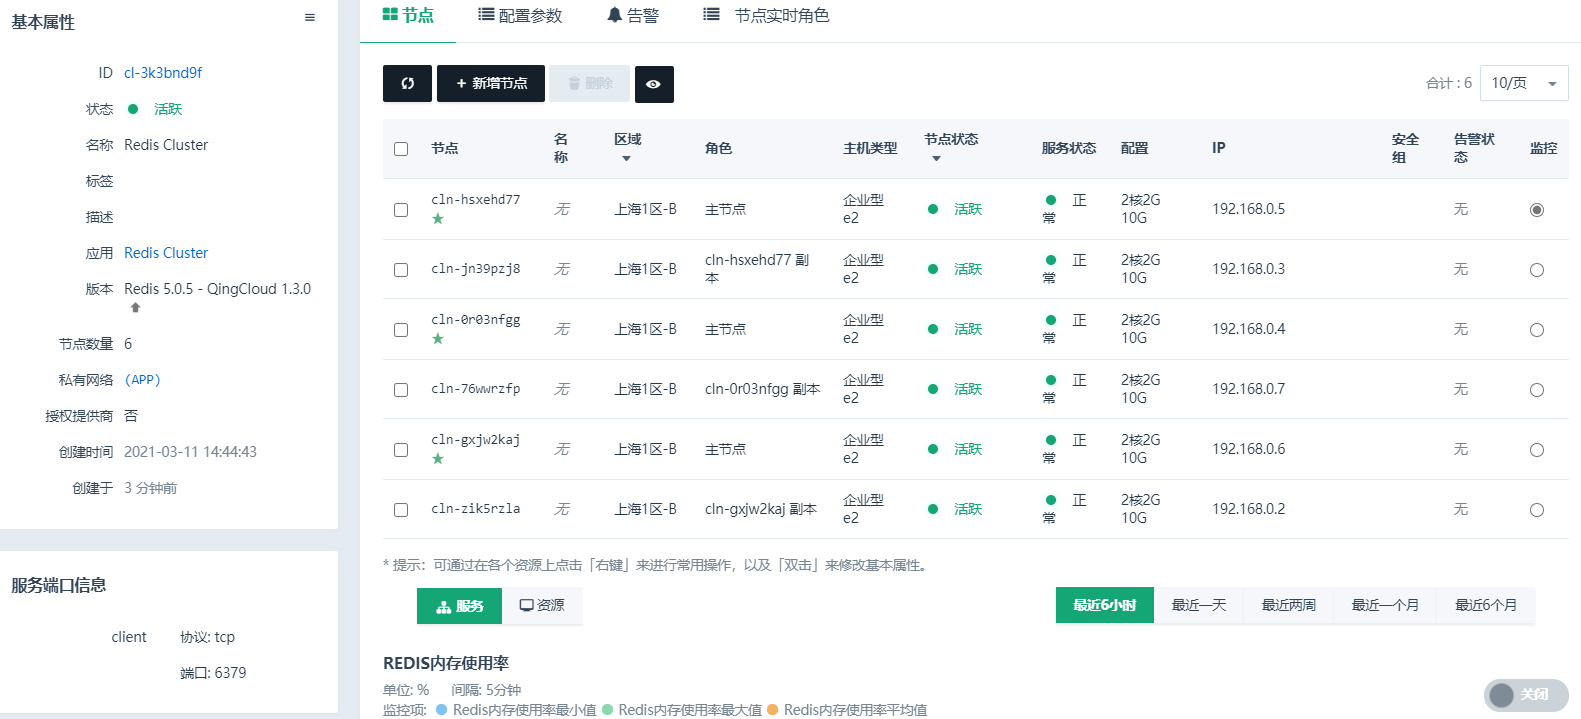 基本属性
ID cl-3k3bnd9f
状态 活跃
名称 Redis Cluster
标签
描述
应用 Redis Cluster
版本 Redis 5.0.5 - QingCloud 1.3.0
节点数量 6
私有网络 (APP)
授权提供商 否
创建时间 2021-03-11 14:44:43
创建于 3 分钟前
服务端口信息
client 协议: tcp
端口: 6379
节点 配置参数 告警 节点实时角色
+ 新增节点 删除 合计 : 6 10/页
节点 名称 区域 角色 主机类型 节点状态 服务状态 配置 IP 安全组 告警状态 监控
cln-hsxehd77 无 上海1区-B 主节点 企业型e2 活跃 正常 2核2G 10G 192.168.0.5 无
cln-jn39pzj8 无 上海1区-B cln-hsxehd77 副本 企业型e2 活跃 正常 2核2G 10G 192.168.0.3 无
cln-0r03nfgg 无 上海1区-B 主节点 企业型e2 活跃 正常 2核2G 10G 192.168.0.4 无
cln-76wwrzfp 无 上海1区-B cln-0r03nfgg 副本 企业型e2 活跃 正常 2核2G 10G 192.168.0.7 无
cln-gxjw2kaj 无 上海1区-B 主节点 企业型e2 活跃 正常 2核2G 10G 192.168.0.6 无
cln-zik5rzla 无 上海1区-B cln-gxjw2kaj 副本 企业型e2 活跃 正常 2核2G 10G 192.168.0.2 无
* 提示：可通过在各个资源上点击「右键」来进行常用操作，以及「双击」来修改基本属性。
服务 资源 最近6小时 最近一天 最近两周 最近一个月 最近6个月
REDIS内存使用率
单位: % 间隔: 5分钟
监控项: Redis内存使用率最小值 Redis内存使用率最大值 Redis内存使用率平均值
关闭